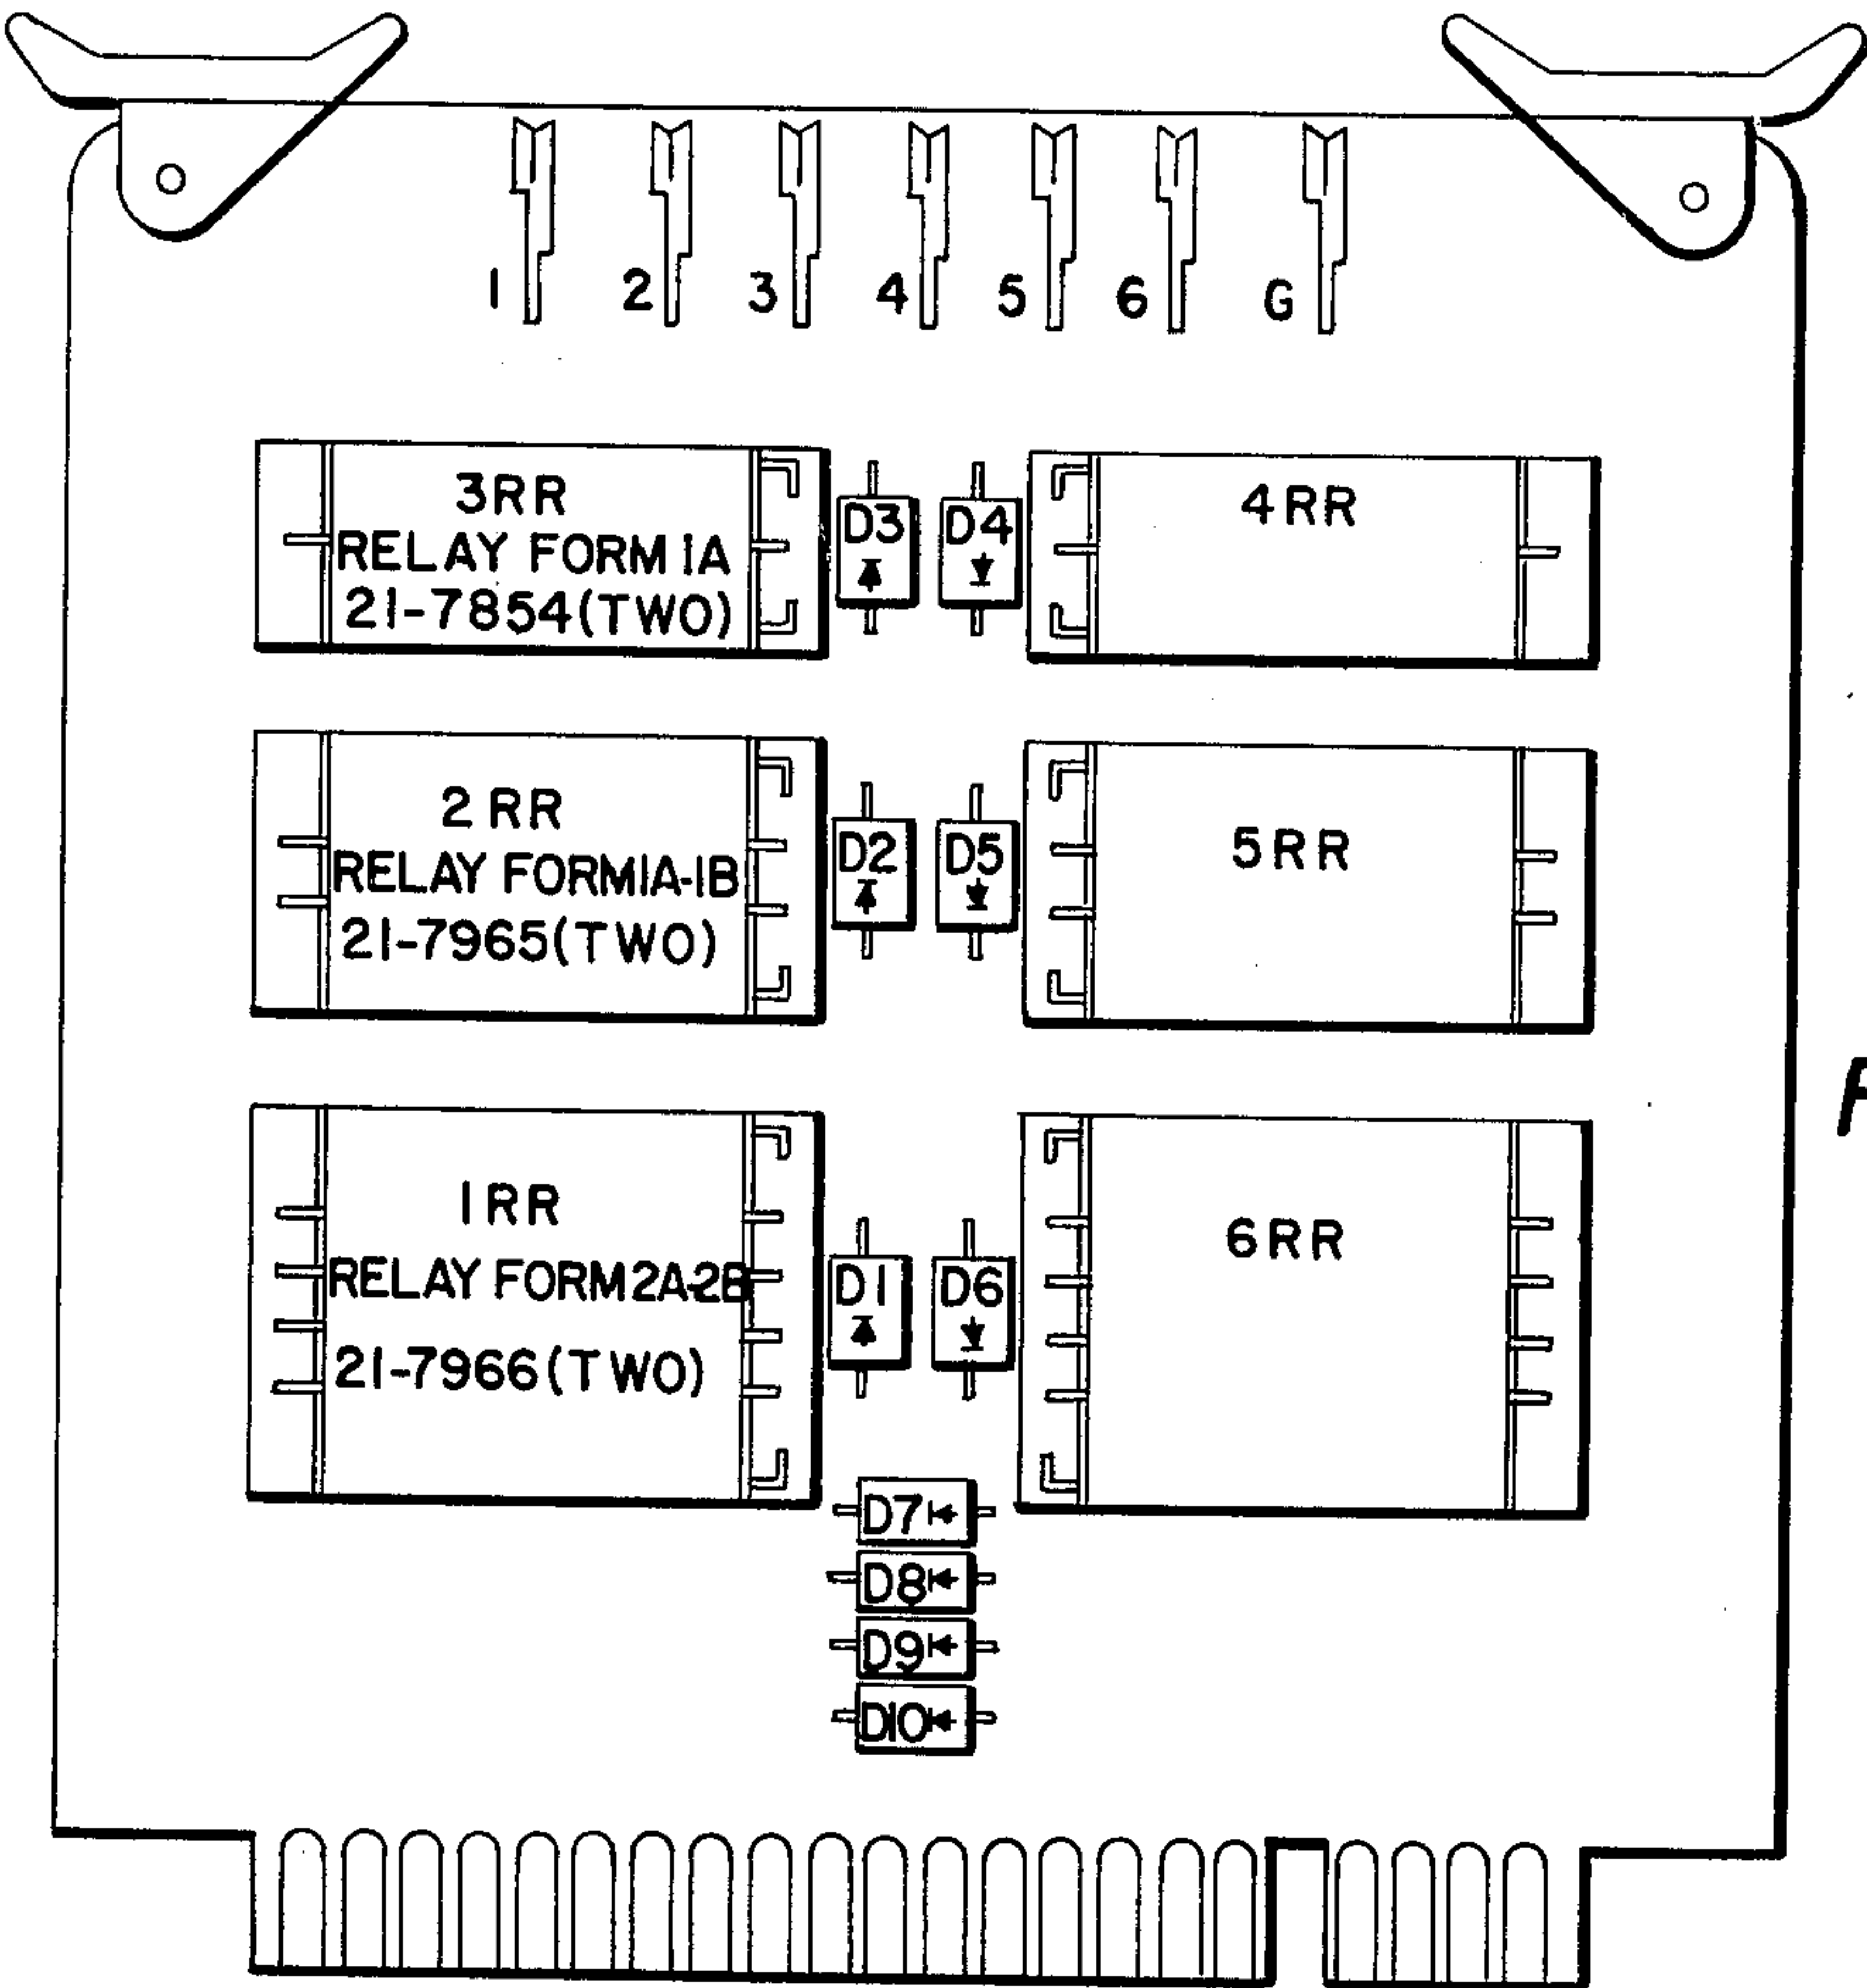 1 2 3 4 5 6 G
3RR
RELAY FORM 1A
21-7854(TWO)
D3
D4
4RR
2RR
RELAY FORM1A-1B
21-7965(TWO)
D2
D5
5RR
1RR
RELAY FORM2A-2B
21-7966(TWO)
D1
D6
6RR
D7
D8
D9
D10